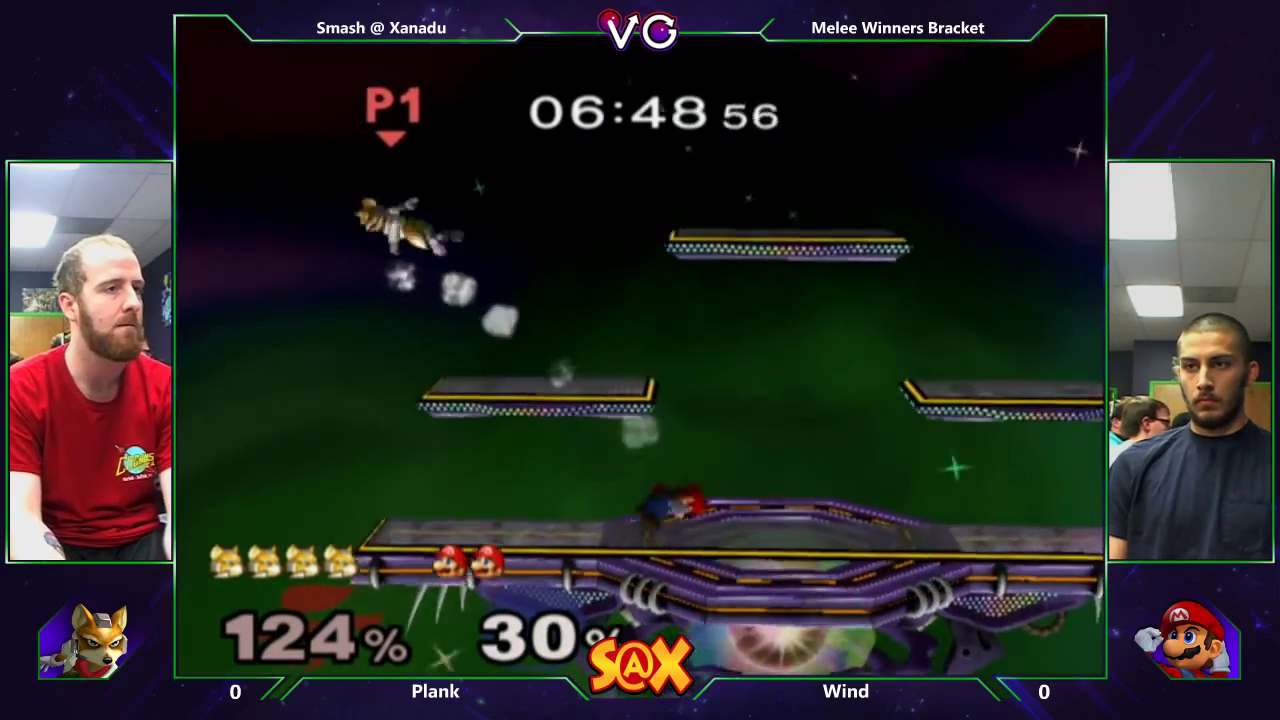 Smash @ Xanadu
VG
Melee Winners Bracket
P1
06:48 56
124%
30%
S@X
0
Plank
Wind
0